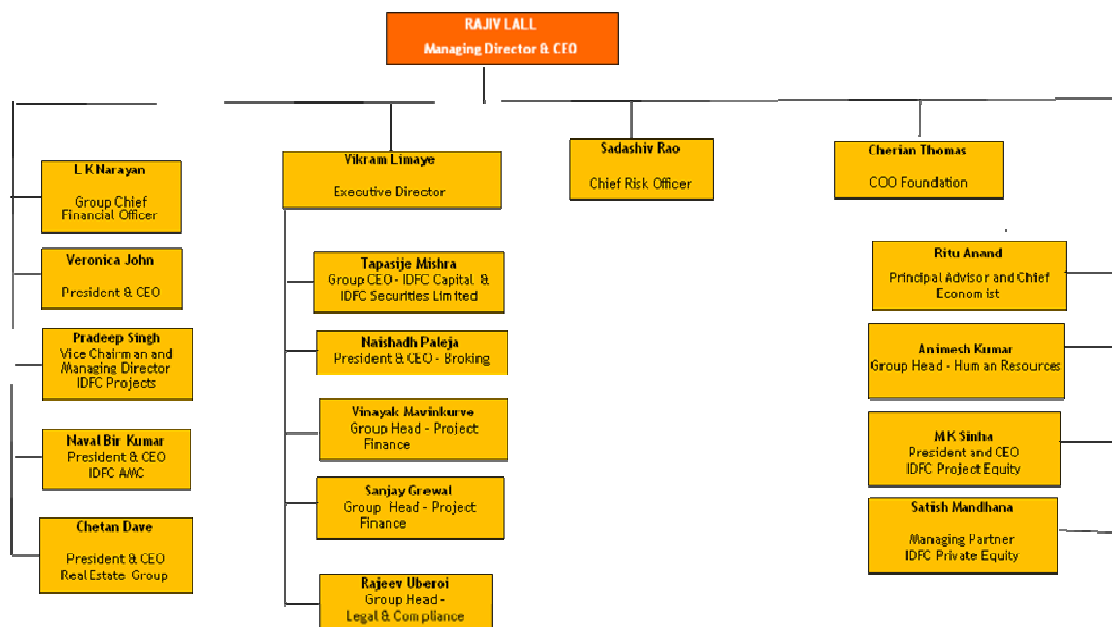 RAJIV LALL
Managing Director & CEO
L K Narayan
Group Chief
Financial Officer
Veronica John
President & CEO
Pradeep Singh
Vice Chairman and
Managing Director
IDFC Projects
Naval Bir Kumar
President & CEO
IDFC AMC
Chetan Dave
President & CEO
Real Estate Group
Vikram Limaye
Executive Director
Tapasije Mishra
Group CEO - IDFC Capital &
IDFC Securities Limited
Naishadh Paleja
President & CEO - Broking
Vinayak Mavinkurve
Group Head - Project
Finance
Sanjay Grewal
Group Head - Project
Finance
Rajeev Uberoi
Group Head -
Legal & Compliance
Sadashiv Rao
Chief Risk Officer
Cherian Thomas
COO Foundation
Ritu Anand
Principal Advisor and Chief
Economist
Animesh Kumar
Group Head - Human Resources
M K Sinha
President and CEO
IDFC Project Equity
Satish Mandhana
Managing Partner
IDFC Private Equity